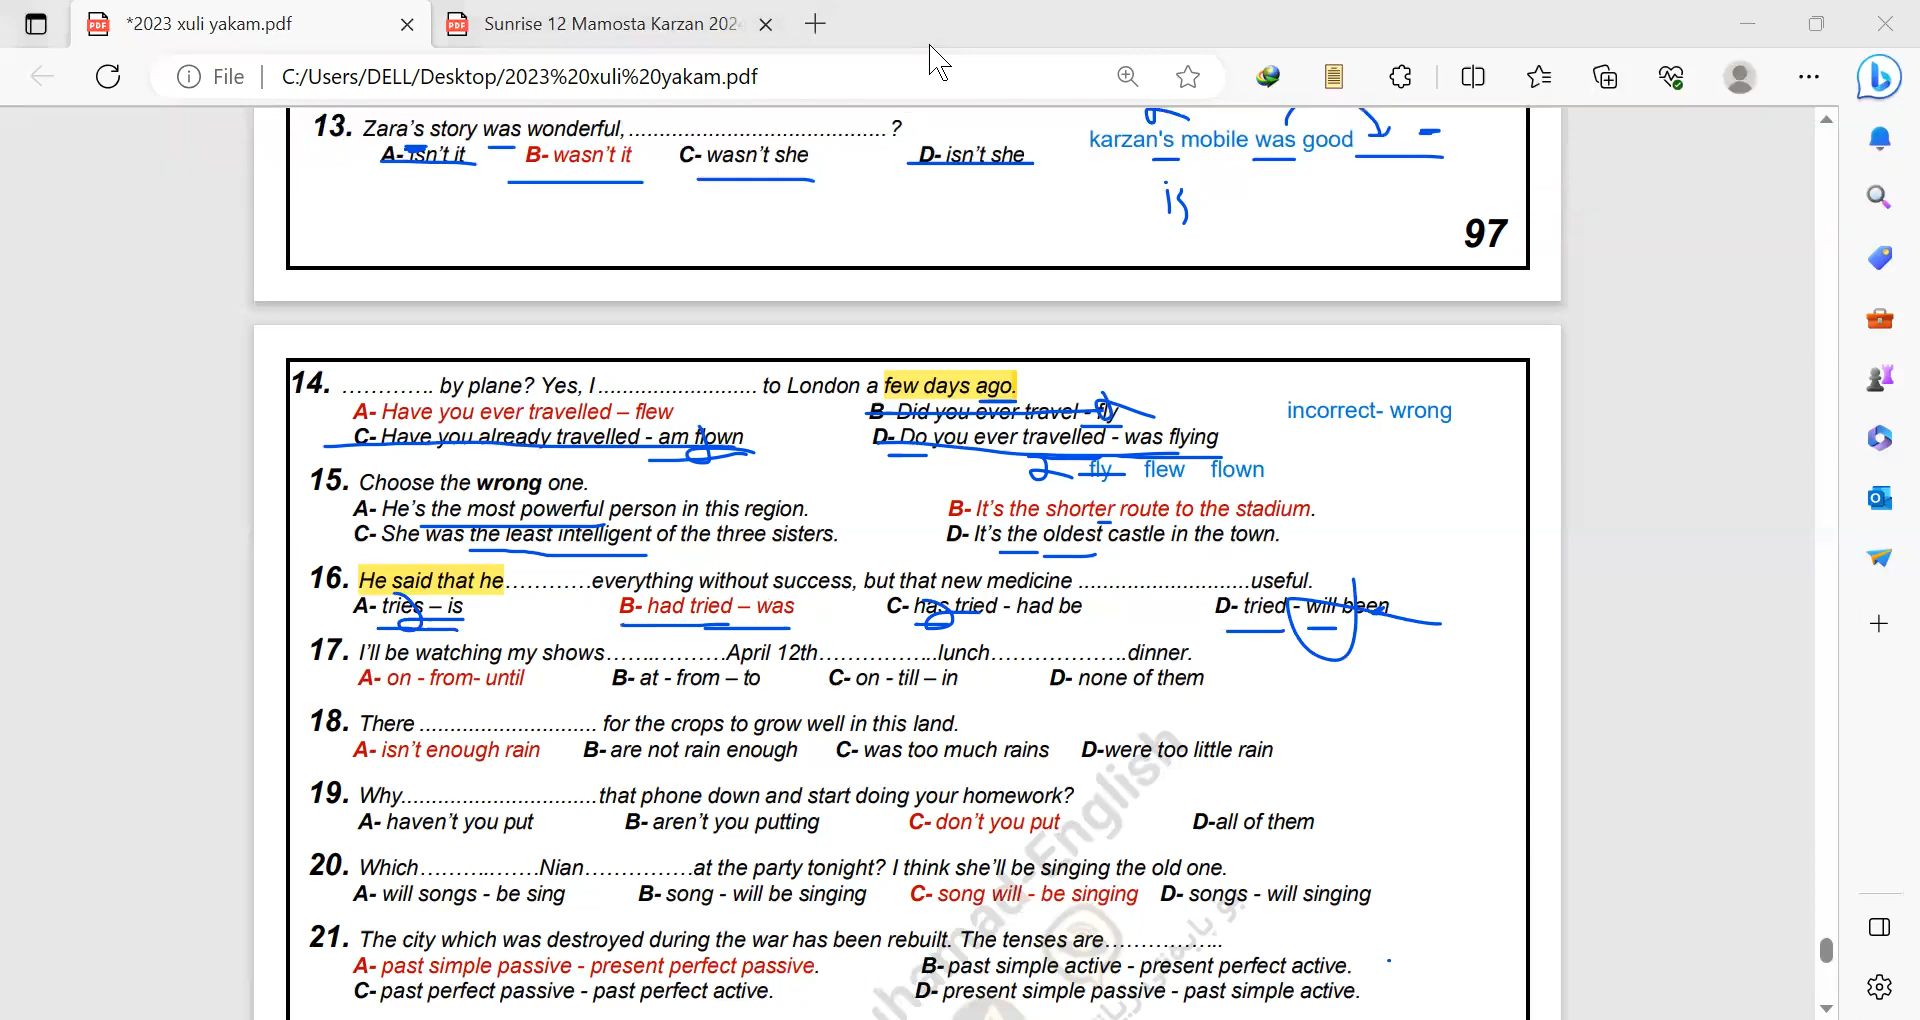 *2023 xuli yakam.pdf
Sunrise 12 Mamosta Karzan 202
File
C:/Users/DELL/Desktop/2023%20xuli%20yakam.pdf
13. Zara's story was wonderful,..........................................?
A- isn't it B- wasn't it C- wasn't she D- isn't she
karzan's mobile was good
is
97
14. ............. by plane? Yes, I.......................... to London a few days ago.
A- Have you ever travelled – flew B- Did you ever travel - fly
C- Have you already travelled - am flown D- Do you ever travelled - was flying
incorrect- wrong
fly flew flown
15. Choose the wrong one.
A- He's the most powerful person in this region. B- It's the shorter route to the stadium.
C- She was the least intelligent of the three sisters. D- It's the oldest castle in the town.
16. He said that he............everything without success, but that new medicine ............................useful.
A- tries – is B- had tried – was C- has tried - had be D- tried - will been
17. I'll be watching my shows.................April 12th.................lunch....................dinner.
A- on - from- until B- at - from – to C- on - till – in D- none of them
18. There ............................. for the crops to grow well in this land.
A- isn't enough rain B- are not rain enough C- was too much rains D-were too little rain
19. Why................................that phone down and start doing your homework?
A- haven't you put B- aren't you putting C- don't you put D-all of them
20. Which.................Nian...............at the party tonight? I think she'll be singing the old one.
A- will songs - be sing B- song - will be singing C- song will - be singing D- songs - will singing
21. The city which was destroyed during the war has been rebuilt. The tenses are.................
A- past simple passive - present perfect passive. B- past simple active - present perfect active.
C- past perfect passive - past perfect active. D- present simple passive - past simple active.